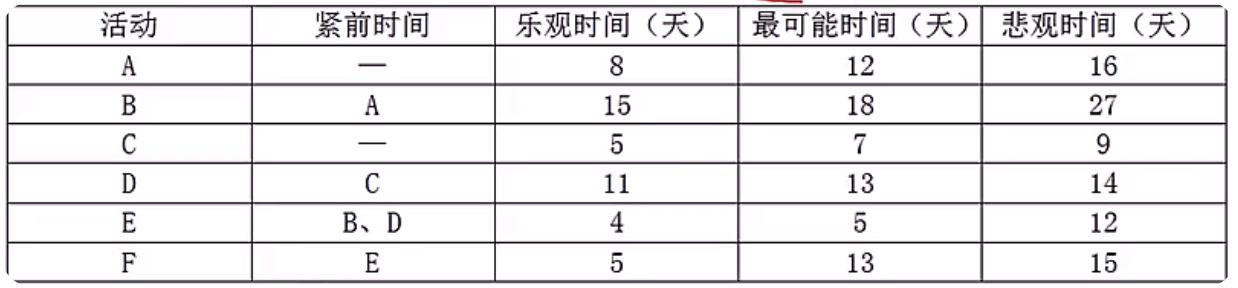 活动 紧前时间 乐观时间（天） 最可能时间（天） 悲观时间（天）
A — 8 12 16
B A 15 18 27
C — 5 7 9
D C 11 13 14
E B、D 4 5 12
F E 5 13 15